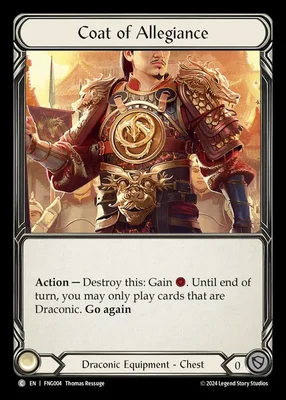 Coat of Allegiance
Action — Destroy this: Gain . Until end of
turn, you may only play cards that are
Draconic. Go again
Draconic Equipment - Chest
0
C EN | FNG004 Thomas Ressuge
©2024 Legend Story Studios